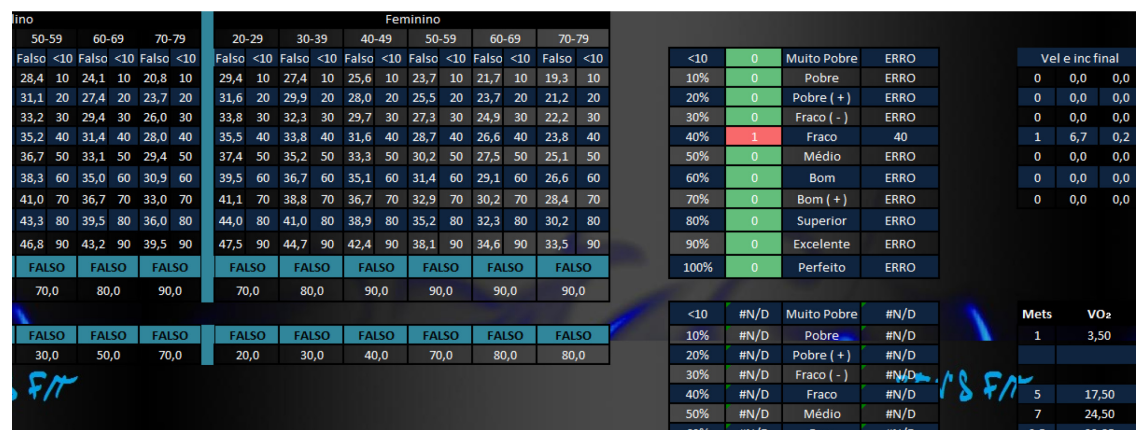 lino Feminino
50-59 60-69 70-79 20-29 30-39 40-49 50-59 60-69 70-79
Falso <10 Falso <10 Falso <10 Falso <10 Falso <10 Falso <10 Falso <10 Falso <10 Falso <10 <10 0 Muito Pobre ERRO Vel e inc final
28,4 10 24,1 10 20,8 10 29,4 10 27,4 10 25,6 10 23,7 10 21,7 10 19,3 10 10% 0 Pobre ERRO 0 0,0 0,0
31,1 20 27,4 20 23,7 20 31,6 20 29,9 20 28,0 20 25,5 20 23,7 20 21,2 20 20% 0 Pobre ( + ) ERRO 0 0,0 0,0
33,2 30 29,4 30 26,0 30 33,8 30 32,3 30 29,7 30 27,3 30 24,9 30 22,2 30 30% 0 Fraco ( - ) ERRO 0 0,0 0,0
35,2 40 31,4 40 28,0 40 35,5 40 33,8 40 31,6 40 28,7 40 26,6 40 23,8 40 40% 1 Fraco 40 1 6,7 0,2
36,7 50 33,1 50 29,4 50 37,4 50 35,2 50 33,3 50 30,2 50 27,5 50 25,1 50 50% 0 Médio ERRO 0 0,0 0,0
38,3 60 35,0 60 30,9 60 39,5 60 36,7 60 35,1 60 31,4 60 29,1 60 26,6 60 60% 0 Bom ERRO 0 0,0 0,0
41,0 70 36,7 70 33,0 70 41,1 70 38,8 70 36,7 70 32,9 70 30,2 70 28,4 70 70% 0 Bom ( + ) ERRO 0 0,0 0,0
43,3 80 39,5 80 36,0 80 44,0 80 41,0 80 38,9 80 35,2 80 32,3 80 30,2 80 80% 0 Superior ERRO
46,8 90 43,2 90 39,5 90 47,5 90 44,7 90 42,4 90 38,1 90 34,6 90 33,5 90 90% 0 Excelente ERRO
FALSO FALSO FALSO FALSO FALSO FALSO FALSO FALSO FALSO 100% 0 Perfeito ERRO
70,0 80,0 90,0 70,0 80,0 90,0 90,0 90,0 90,0
<10 #N/D Muito Pobre #N/D Mets VO₂
FALSO FALSO FALSO FALSO FALSO FALSO FALSO FALSO FALSO 10% #N/D Pobre #N/D 1 3,50
30,0 50,0 70,0 20,0 30,0 40,0 70,0 80,0 80,0 20% #N/D Pobre ( + ) #N/D
30% #N/D Fraco ( - ) #N/D
40% #N/D Fraco #N/D 5 17,50
50% #N/D Médio #N/D 7 24,50